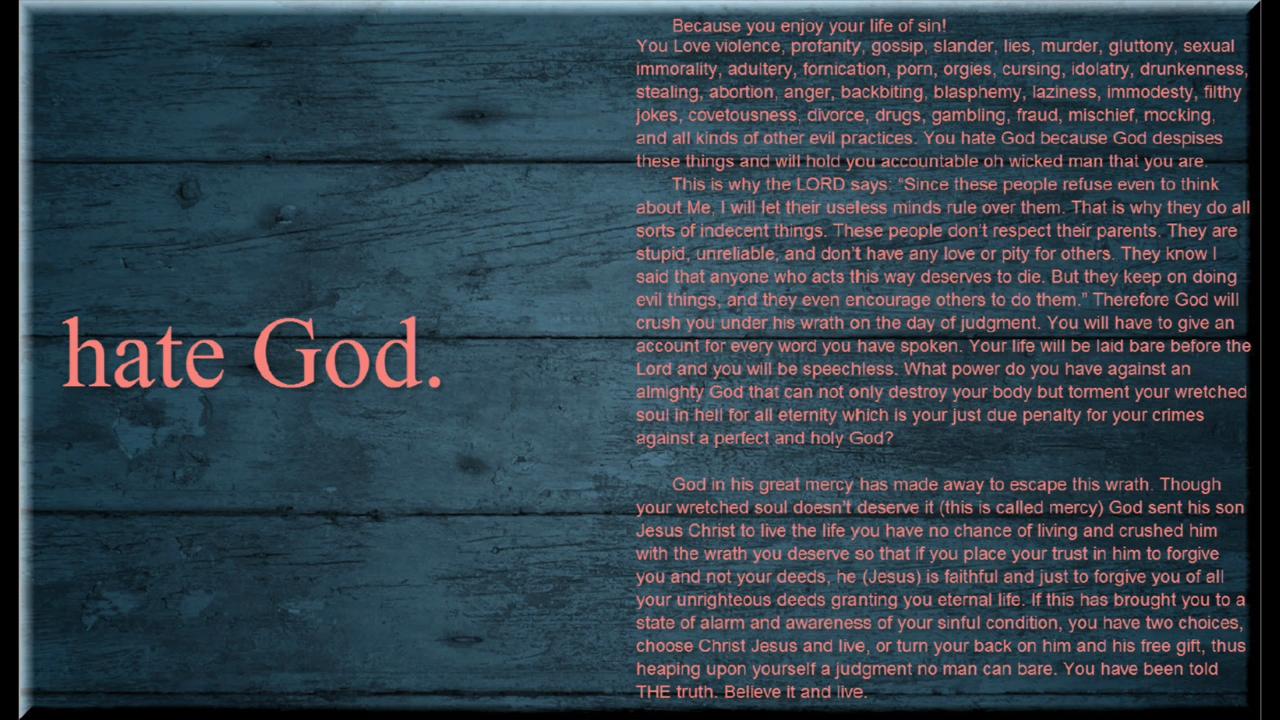 hate God.
Because you enjoy your life of sin!
You Love violence, profanity, gossip, slander, lies, murder, gluttony, sexual
immorality, adultery, fornication, porn, orgies, cursing, idolatry, drunkenness,
stealing, abortion, anger, backbiting, blasphemy, laziness, immodesty, filthy
jokes, covetousness, divorce, drugs, gambling, fraud, mischief, mocking,
and all kinds of other evil practices. You hate God because God despises
these things and will hold you accountable oh wicked man that you are.
This is why the LORD says: “Since these people refuse even to think
about Me, I will let their useless minds rule over them. That is why they do all
sorts of indecent things. These people don’t respect their parents. They are
stupid, unreliable, and don’t have any love or pity for others. They know I
said that anyone who acts this way deserves to die. But they keep on doing
evil things, and they even encourage others to do them.” Therefore God will
crush you under his wrath on the day of judgment. You will have to give an
account for every word you have spoken. Your life will be laid bare before the
Lord and you will be speechless. What power do you have against an
almighty God that can not only destroy your body but torment your wretched
soul in hell for all eternity which is your just due penalty for your crimes
against a perfect and holy God?
God in his great mercy has made away to escape this wrath. Though
your wretched soul doesn’t deserve it (this is called mercy) God sent his son
Jesus Christ to live the life you have no chance of living and crushed him
with the wrath you deserve so that if you place your trust in him to forgive
you and not your deeds, he (Jesus) is faithful and just to forgive you of all
your unrighteous deeds granting you eternal life. If this has brought you to a
state of alarm and awareness of your sinful condition, you have two choices,
choose Christ Jesus and live, or turn your back on him and his free gift, thus
heaping upon yourself a judgment no man can bare. You have been told
THE truth. Believe it and live.